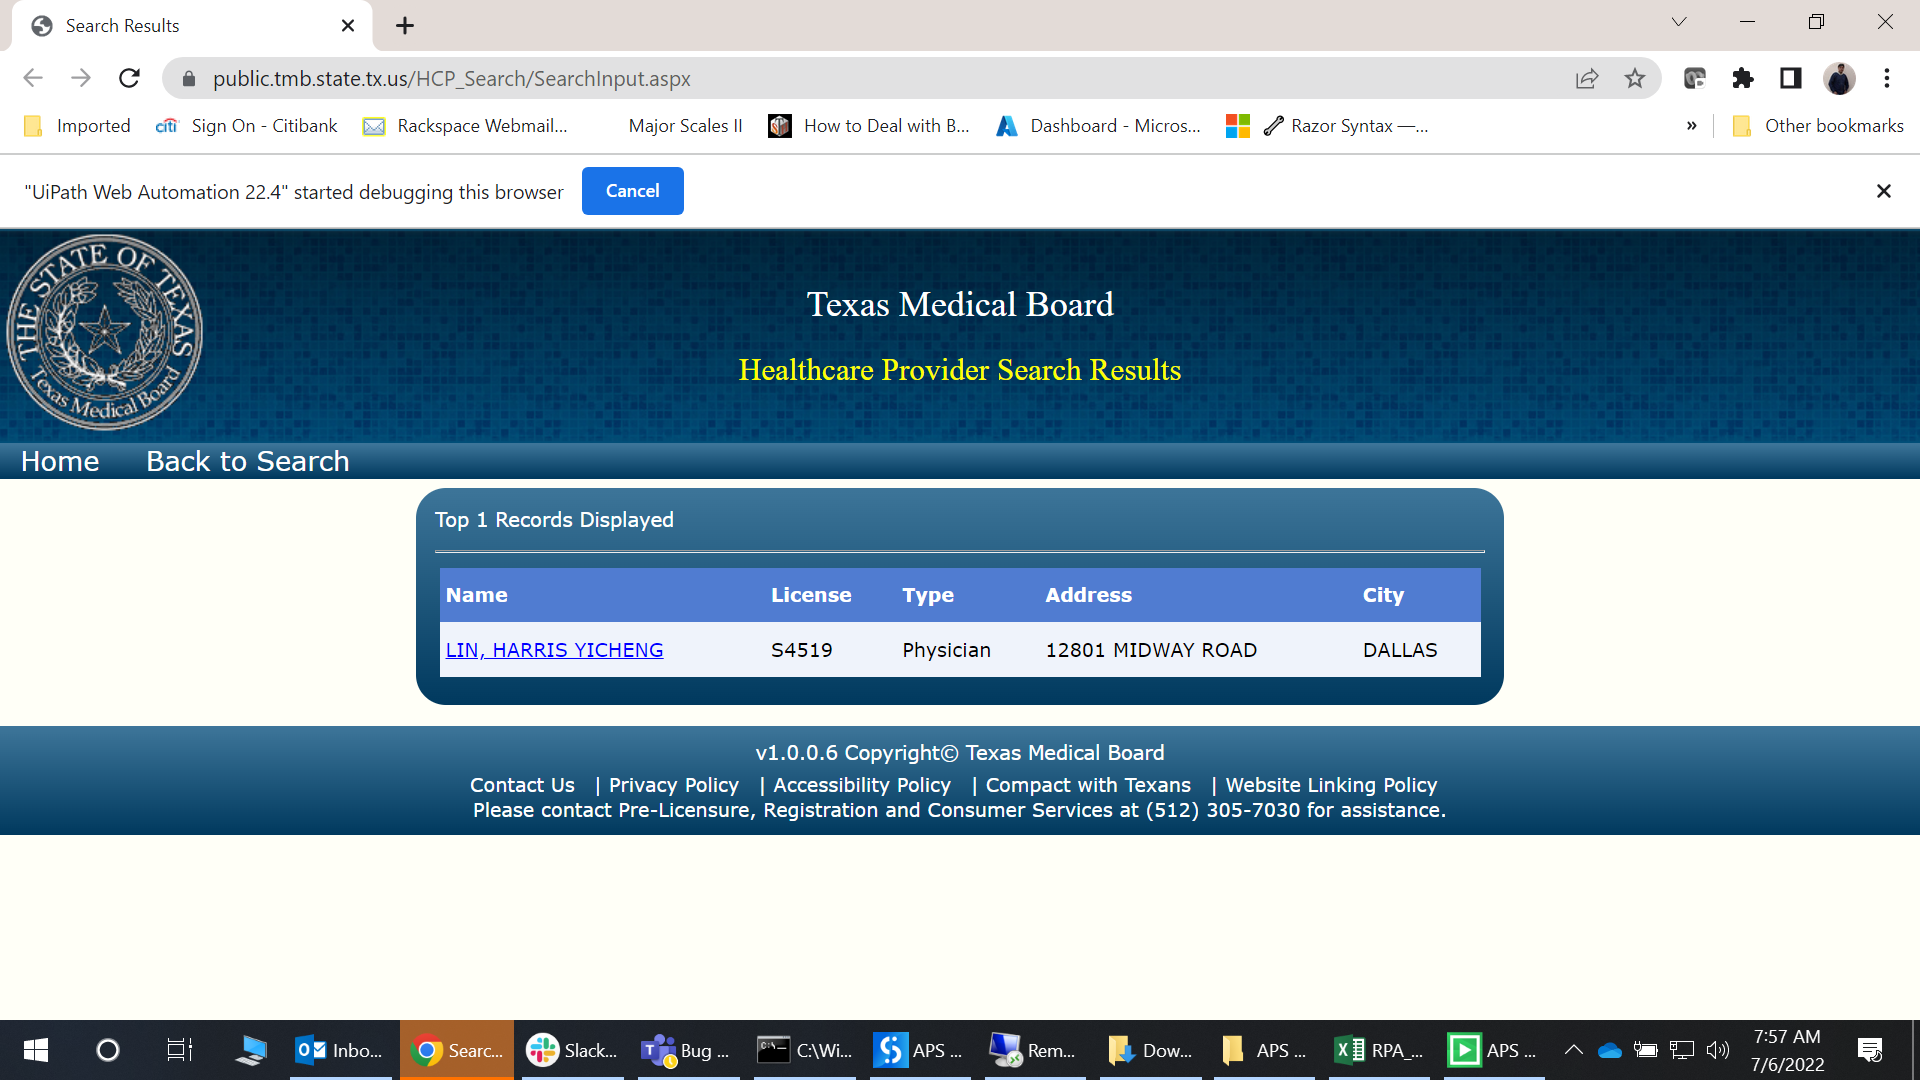 Search Results
public.tmb.state.tx.us/HCP_Search/SearchInput.aspx
Imported
citi Sign On - Citibank
Rackspace Webmail...
Major Scales II
How to Deal with B...
Dashboard - Micros...
Razor Syntax —...
»
Other bookmarks
"UiPath Web Automation 22.4" started debugging this browser
Cancel
THE STATE OF TEXAS
Texas Medical Board
Texas Medical Board
Healthcare Provider Search Results
Home Back to Search
Top 1 Records Displayed
Name License Type Address City
LIN, HARRIS YICHENG S4519 Physician 12801 MIDWAY ROAD DALLAS
v1.0.0.6 Copyright© Texas Medical Board
Contact Us | Privacy Policy | Accessibility Policy | Compact with Texans | Website Linking Policy
Please contact Pre-Licensure, Registration and Consumer Services at (512) 305-7030 for assistance.
Inbo...
Searc...
Slack...
Bug ...
C:\Wi...
APS ...
Rem...
Dow...
APS ...
RPA_...
APS ...
7:57 AM
7/6/2022